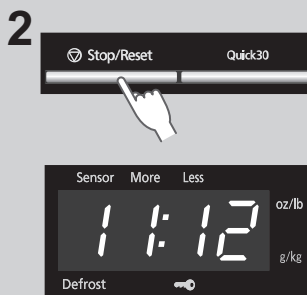 2
Stop/Reset Quick30
Sensor More Less
11:12 oz/lb
g/kg
Defrost